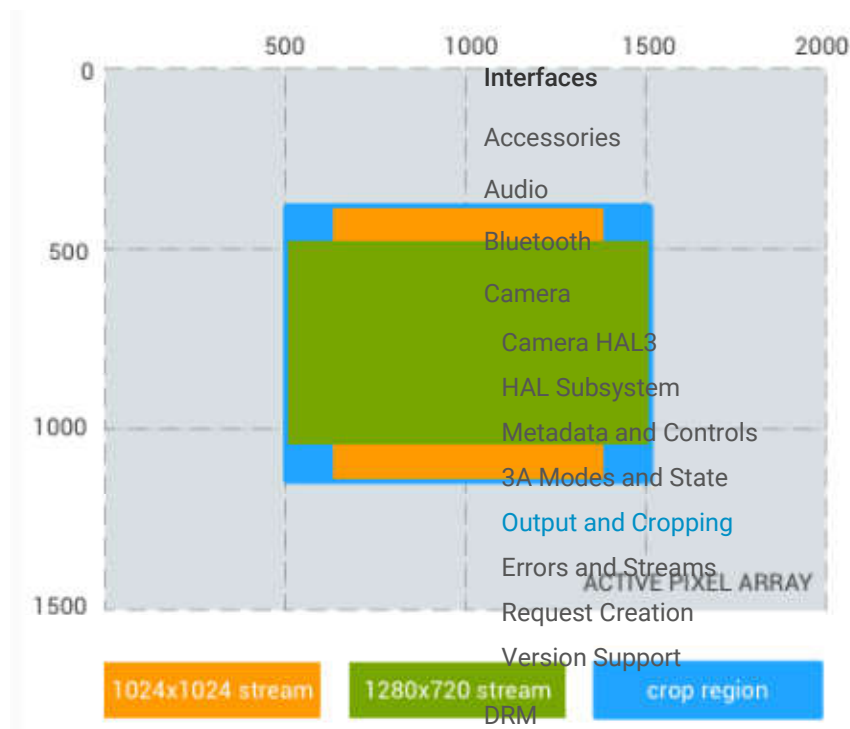 500 1000 1500 2000
0
Interfaces
Accessories
Audio
500
Bluetooth
Camera
Camera HAL3
HAL Subsystem
1000
Metadata and Controls
3A Modes and State
Output and Cropping
Errors and Streams
ACTIVE PIXEL ARRAY
1500
Request Creation
Version Support
1024x1024 stream
1280x720 stream
crop region
DRM